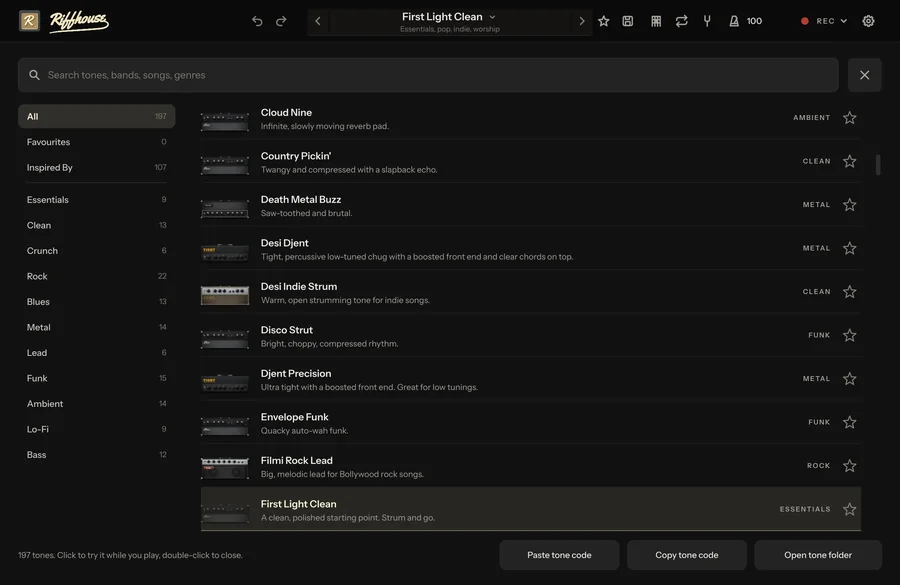 R Riffhouse
First Light Clean
Essentials, pop, indie, worship
100
REC
Search tones, bands, songs, genres
All 197
Favourites 0
Inspired By 107
Essentials 9
Clean 13
Crunch 6
Rock 22
Blues 13
Metal 14
Lead 6
Funk 15
Ambient 14
Lo-Fi 9
Bass 12
Cloud Nine
Infinite, slowly moving reverb pad.
AMBIENT
Country Pickin'
Twangy and compressed with a slapback echo.
CLEAN
Death Metal Buzz
Saw-toothed and brutal.
METAL
TIGHT
Desi Djent
Tight, percussive low-tuned chug with a boosted front end and clear chords on top.
METAL
Desi Indie Strum
Warm, open strumming tone for indie songs.
CLEAN
Disco Strut
Bright, choppy, compressed rhythm.
FUNK
TIGHT
Djent Precision
Ultra tight with a boosted front end. Great for low tunings.
METAL
Envelope Funk
Quacky auto-wah funk.
FUNK
Filmi Rock Lead
Big, melodic lead for Bollywood rock songs.
ROCK
First Light Clean
A clean, polished starting point. Strum and go.
ESSENTIALS
197 tones. Click to try it while you play, double-click to close.
Paste tone code
Copy tone code
Open tone folder